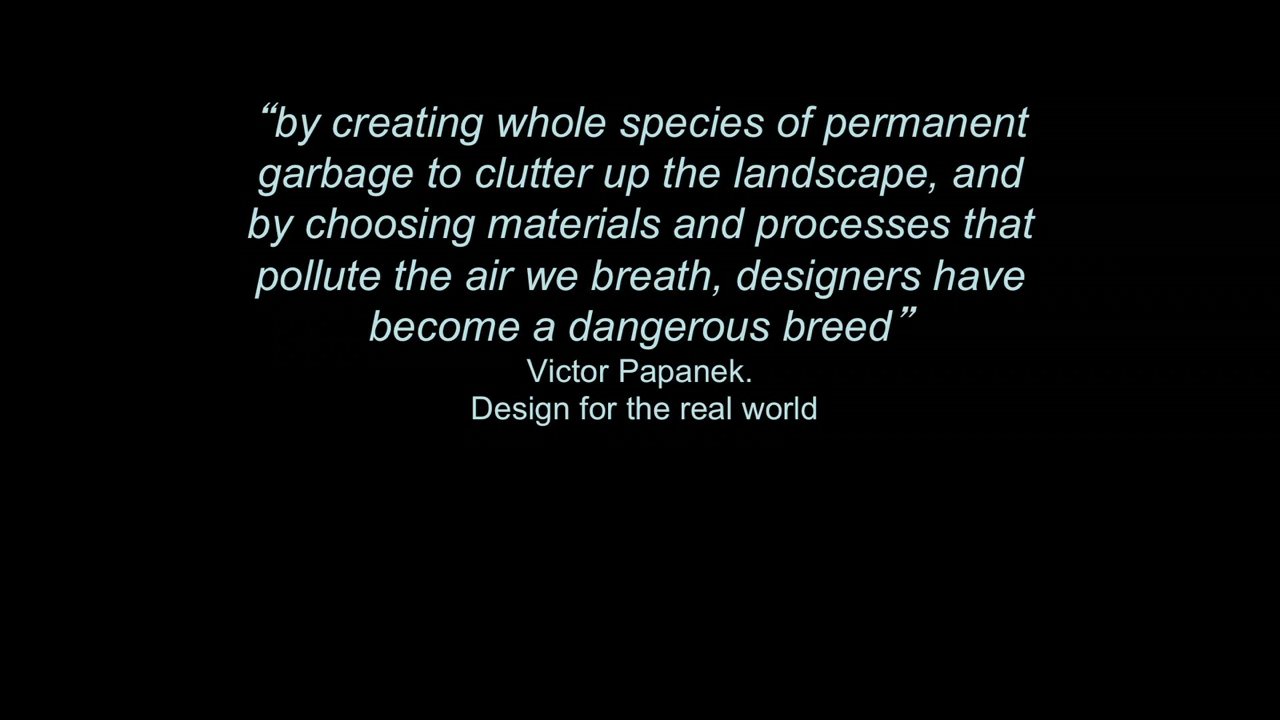 “by creating whole species of permanent
garbage to clutter up the landscape, and
by choosing materials and processes that
pollute the air we breath, designers have
become a dangerous breed”
Victor Papanek.
Design for the real world